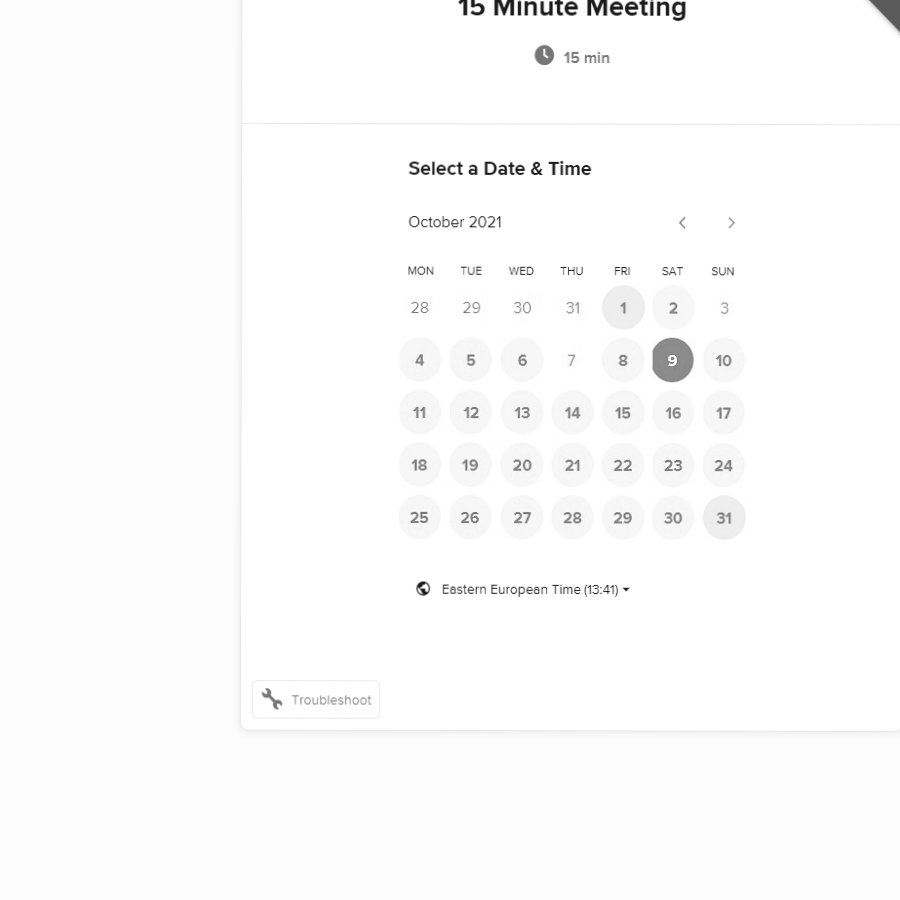 15 Minute Meeting
15 min
Select a Date & Time
October 2021
MON TUE WED THU FRI SAT SUN
28 29 30 31 1 2 3
4 5 6 7 8 9 10
11 12 13 14 15 16 17
18 19 20 21 22 23 24
25 26 27 28 29 30 31
Eastern European Time (13:41)
Troubleshoot